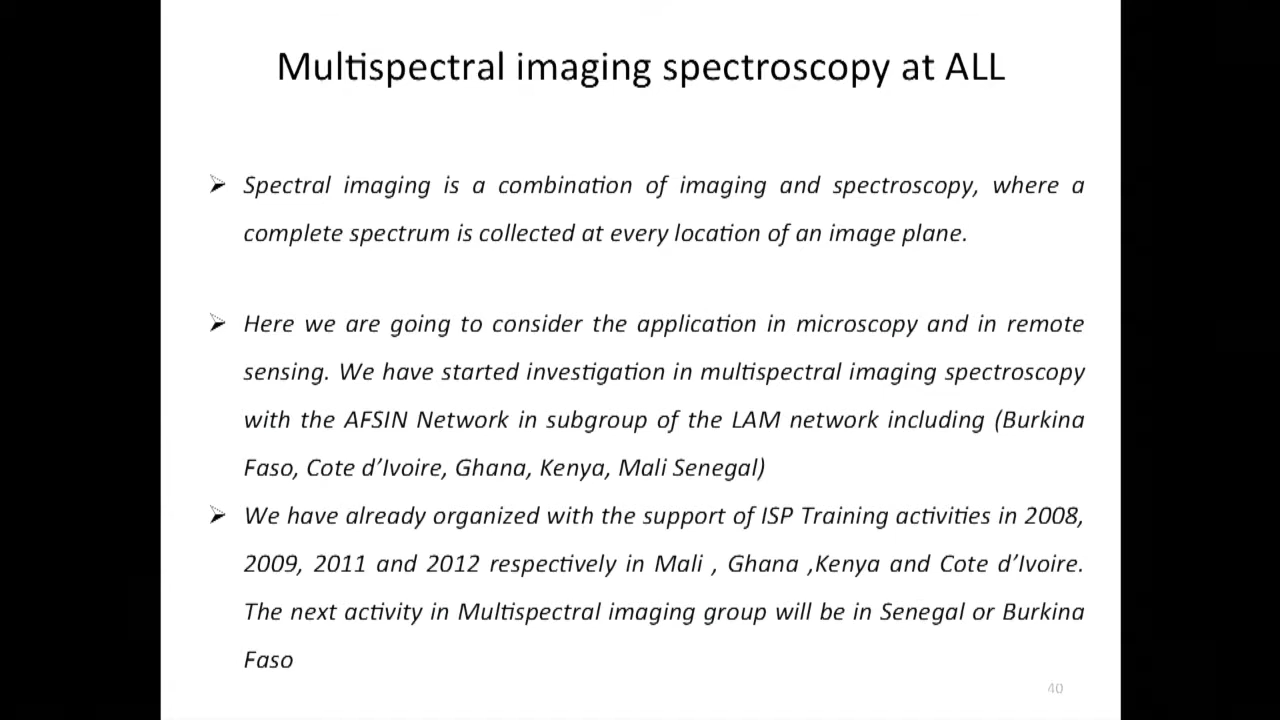 Multispectral imaging spectroscopy at ALL
➢ Spectral imaging is a combination of imaging and spectroscopy, where a
complete spectrum is collected at every location of an image plane.
➢ Here we are going to consider the application in microscopy and in remote
sensing. We have started investigation in multispectral imaging spectroscopy
with the AFSIN Network in subgroup of the LAM network including (Burkina
Faso, Cote d’Ivoire, Ghana, Kenya, Mali Senegal)
➢ We have already organized with the support of ISP Training activities in 2008,
2009, 2011 and 2012 respectively in Mali , Ghana ,Kenya and Cote d’Ivoire.
The next activity in Multispectral imaging group will be in Senegal or Burkina
Faso
40